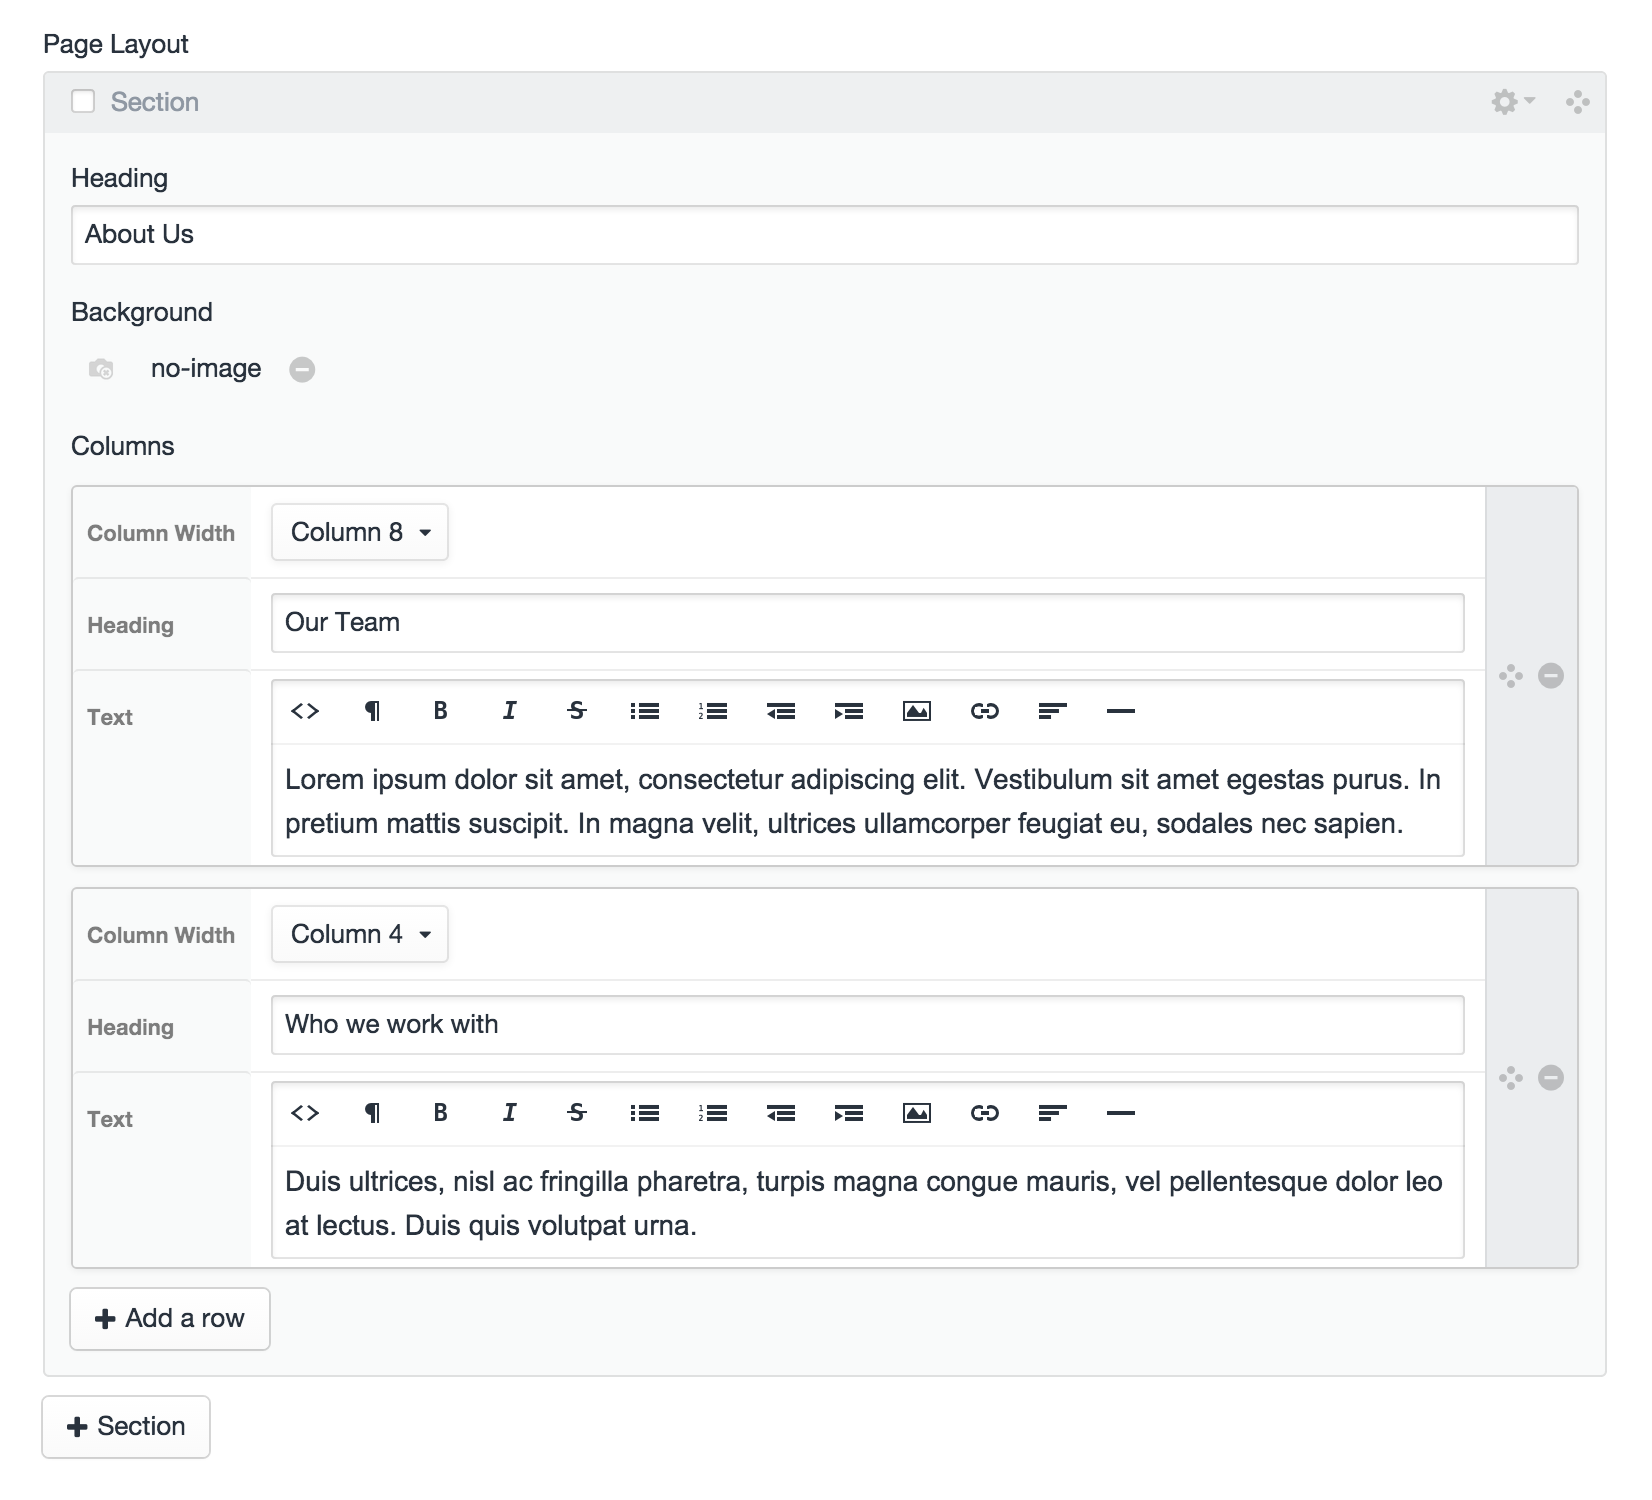 Page Layout
Section
Heading
About Us
Background
no-image
Columns
Column Width
Column 8
Heading
Our Team
Text
B I S
Lorem ipsum dolor sit amet, consectetur adipiscing elit. Vestibulum sit amet egestas purus. In
pretium mattis suscipit. In magna velit, ultrices ullamcorper feugiat eu, sodales nec sapien.
Column Width
Column 4
Heading
Who we work with
Text
B I S
Duis ultrices, nisl ac fringilla pharetra, turpis magna congue mauris, vel pellentesque dolor leo
at lectus. Duis quis volutpat urna.
Add a row
Section